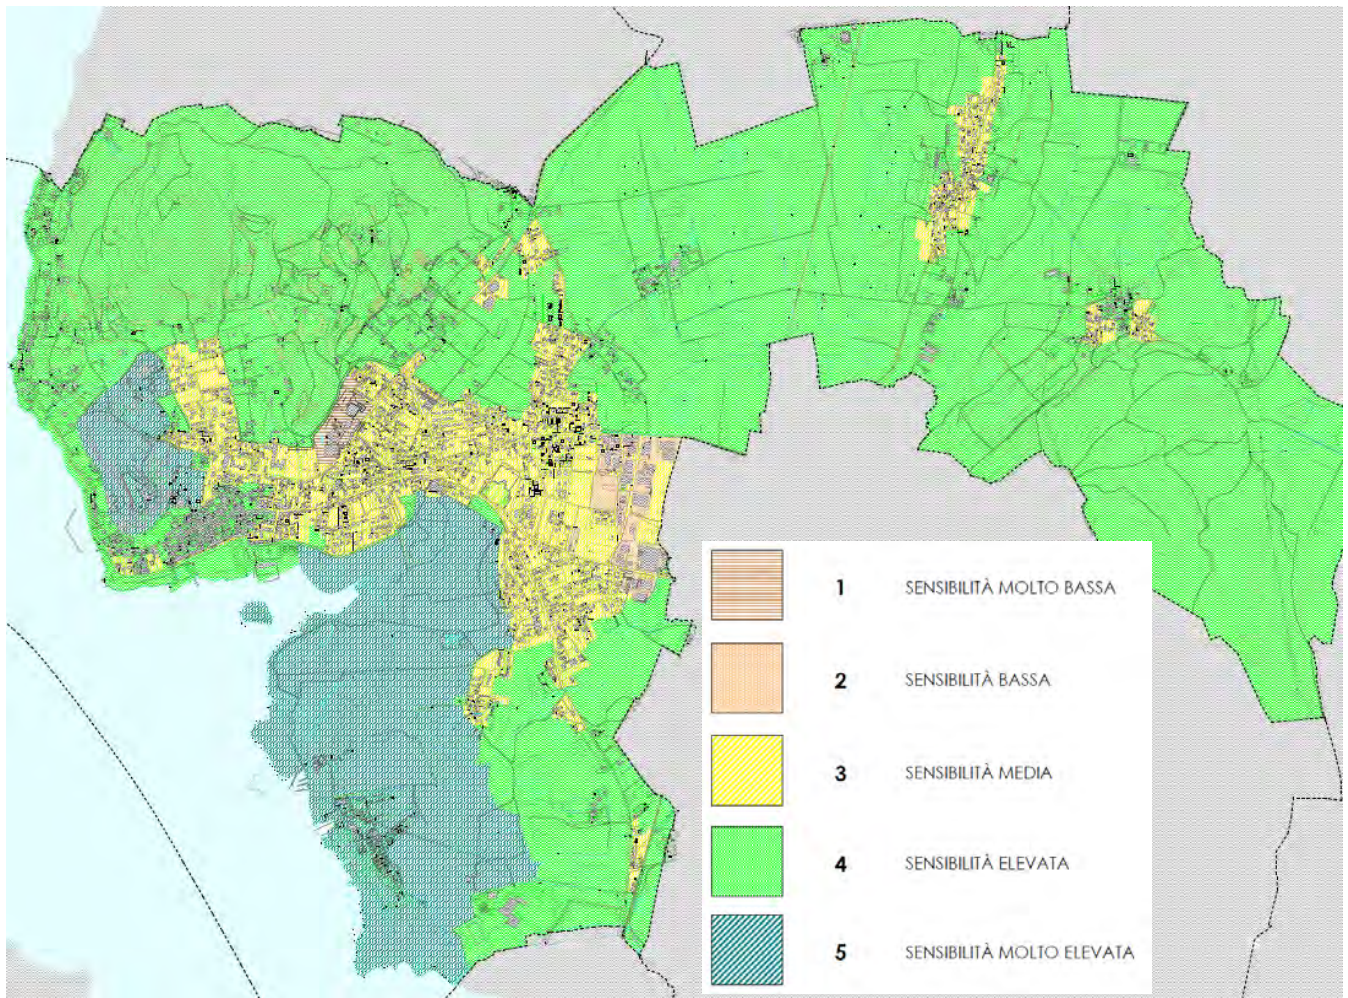 1 SENSIBILITÀ MOLTO BASSA
2 SENSIBILITÀ BASSA
3 SENSIBILITÀ MEDIA
4 SENSIBILITÀ ELEVATA
5 SENSIBILITÀ MOLTO ELEVATA